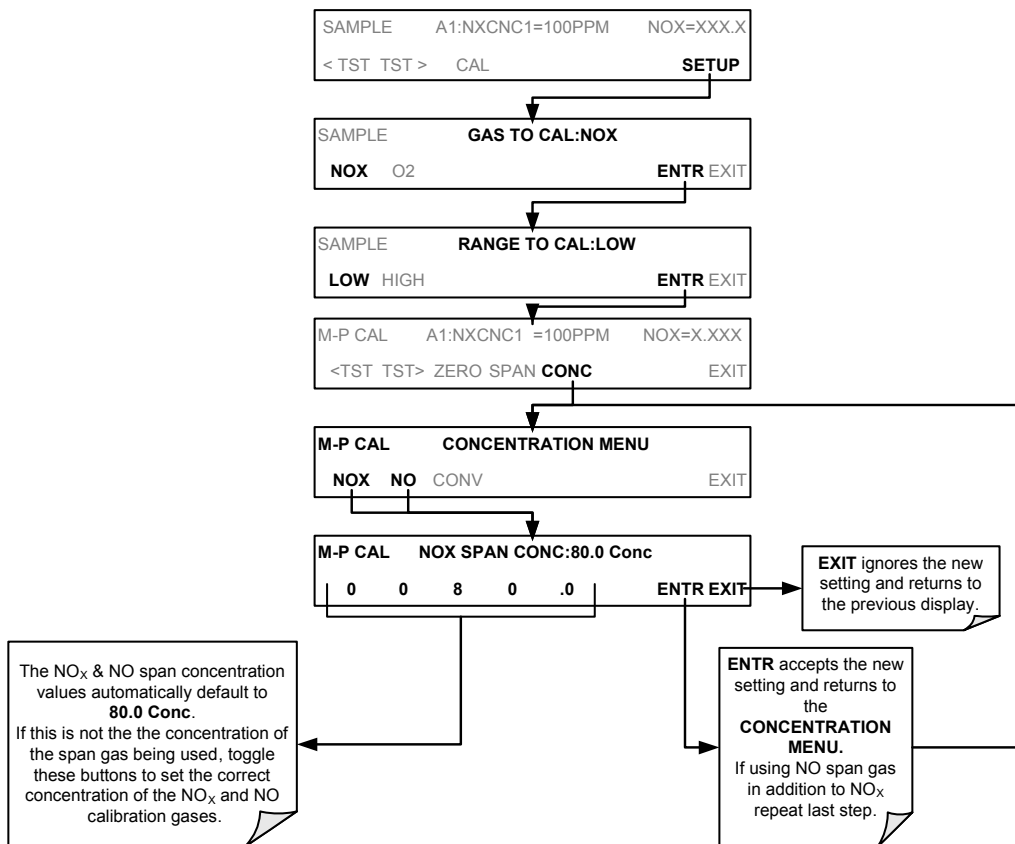 SAMPLE A1:NXCNC1=100PPM NOX=XXX.X
< TST TST > CAL SETUP
SAMPLE GAS TO CAL:NOX
NOX O2 ENTR EXIT
SAMPLE RANGE TO CAL:LOW
LOW HIGH ENTR EXIT
M-P CAL A1:NXCNC1 =100PPM NOX=X.XXX
<TST TST> ZERO SPAN CONC EXIT
M-P CAL CONCENTRATION MENU
NOX NO CONV EXIT
M-P CAL NOX SPAN CONC:80.0 Conc
0 0 8 0 .0 ENTR EXIT
EXIT ignores the new
setting and returns to
the previous display.
The NOX & NO span concentration
values automatically default to
80.0 Conc.
If this is not the the concentration of
the span gas being used, toggle
these buttons to set the correct
concentration of the NOX and NO
calibration gases.
ENTR accepts the new
setting and returns to
the
CONCENTRATION
MENU.
If using NO span gas
in addition to NOX
repeat last step.